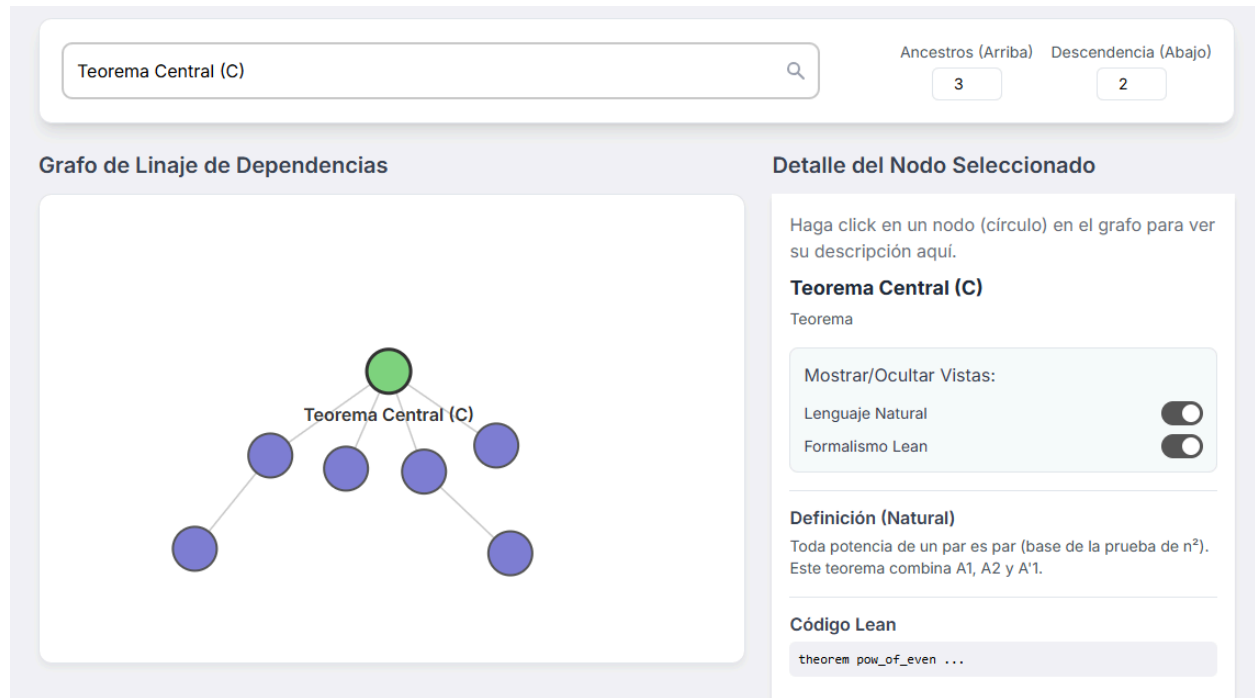 Teorema Central (C)
Ancestros (Arriba)
Descendencia (Abajo)
3
2
Grafo de Linaje de Dependencias
Teorema Central (C)
Detalle del Nodo Seleccionado
Haga click en un nodo (círculo) en el grafo para ver
su descripción aquí.
Teorema Central (C)
Teorema
Mostrar/Ocultar Vistas:
Lenguaje Natural
Formalismo Lean
Definición (Natural)
Toda potencia de un par es par (base de la prueba de n²).
Este teorema combina A1, A2 y A'1.
Código Lean
theorem pow_of_even ...